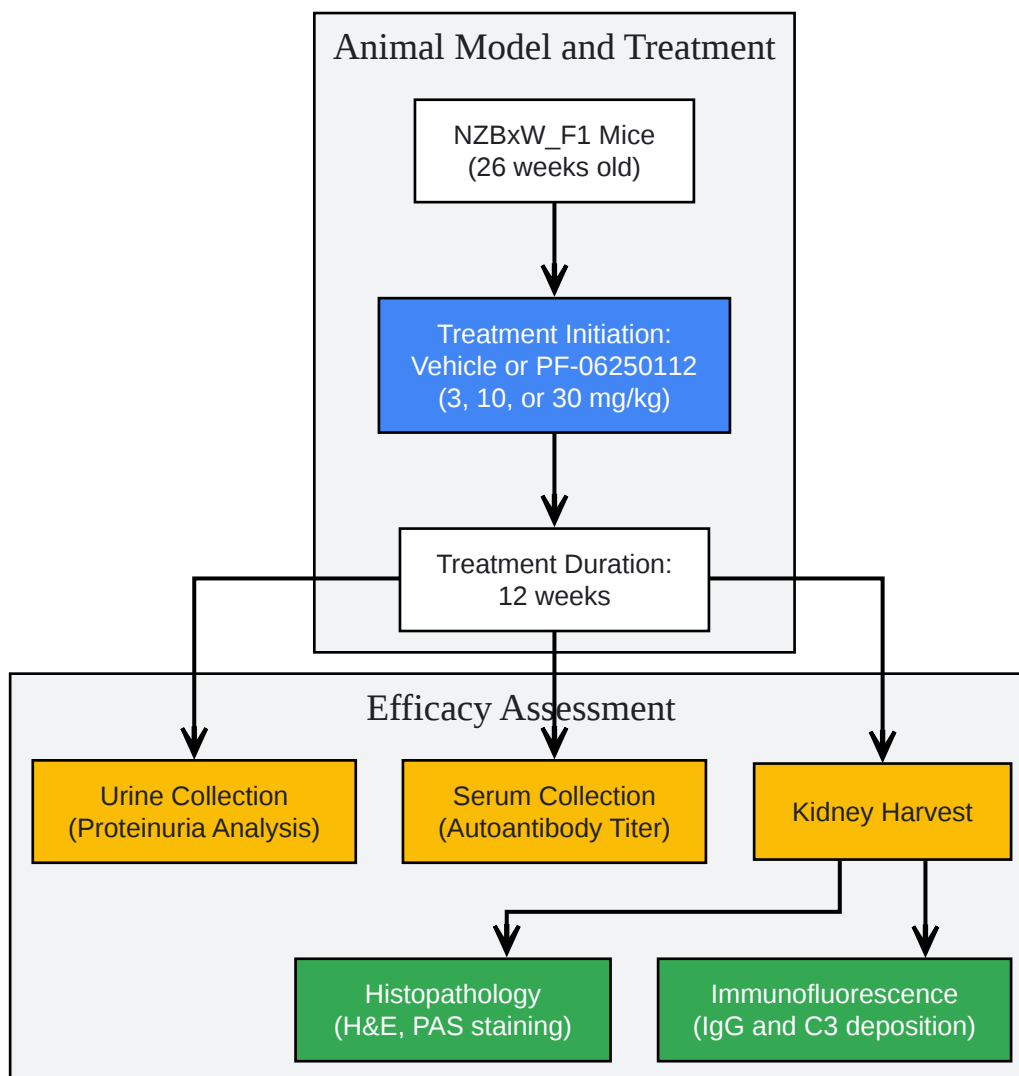 Animal Model and Treatment
NZBxW_F1 Mice
(26 weeks old)
Treatment Initiation:
Vehicle or PF-06250112
(3, 10, or 30 mg/kg)
Treatment Duration:
12 weeks
Efficacy Assessment
Urine Collection
(Proteinuria Analysis)
Serum Collection
(Autoantibody Titer)
Kidney Harvest
Histopathology
(H&E, PAS staining)
Immunofluorescence
(IgG and C3 deposition)